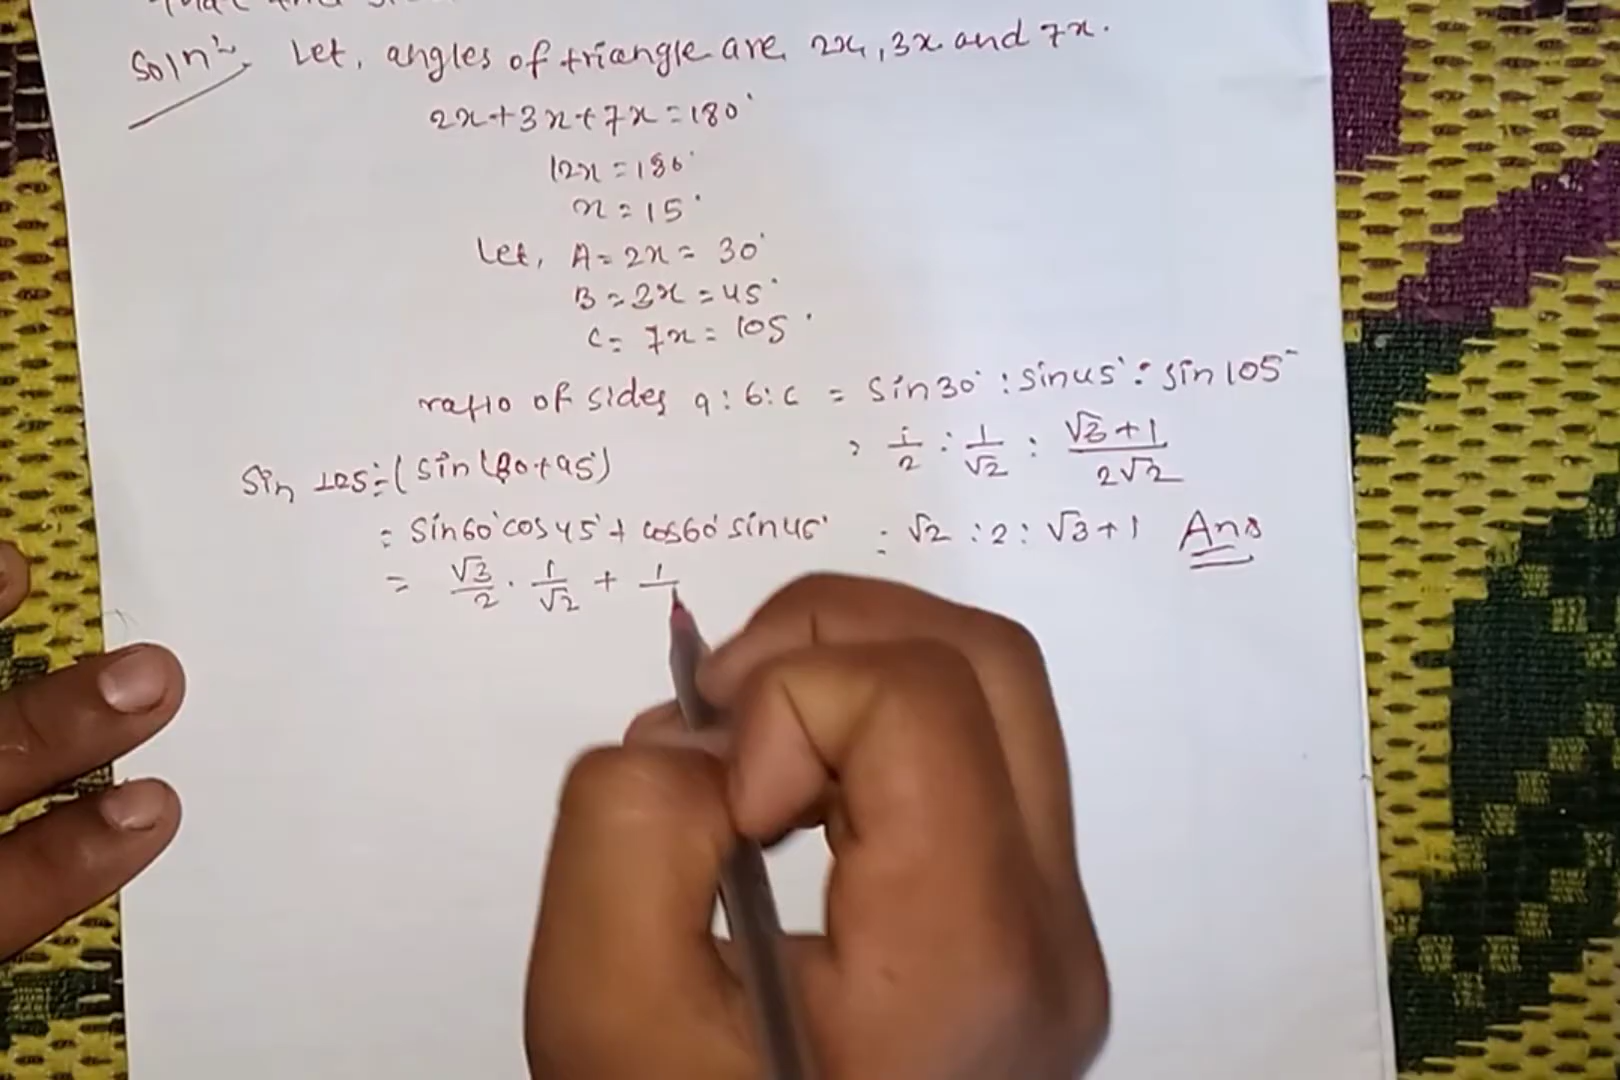 Soln:, Let, angles of triangle are 2x, 3x and 7x.
2x+3x+7x=180°
12x=180°
x=15°
Let, A=2x= 30°
B=3x=45°
C= 7x= 105°
ratio of sides a:b:c = sin30° : sin45° : sin 105°
= 1/2 : 1/√2 : (√3+1)/(2√2)
Sin 105=(sin(60+45)
= sin60°cos45°+ cos60°sin45°
= √2 : 2 : √3+1 Ans
= √3/2 . 1/√2 + 1